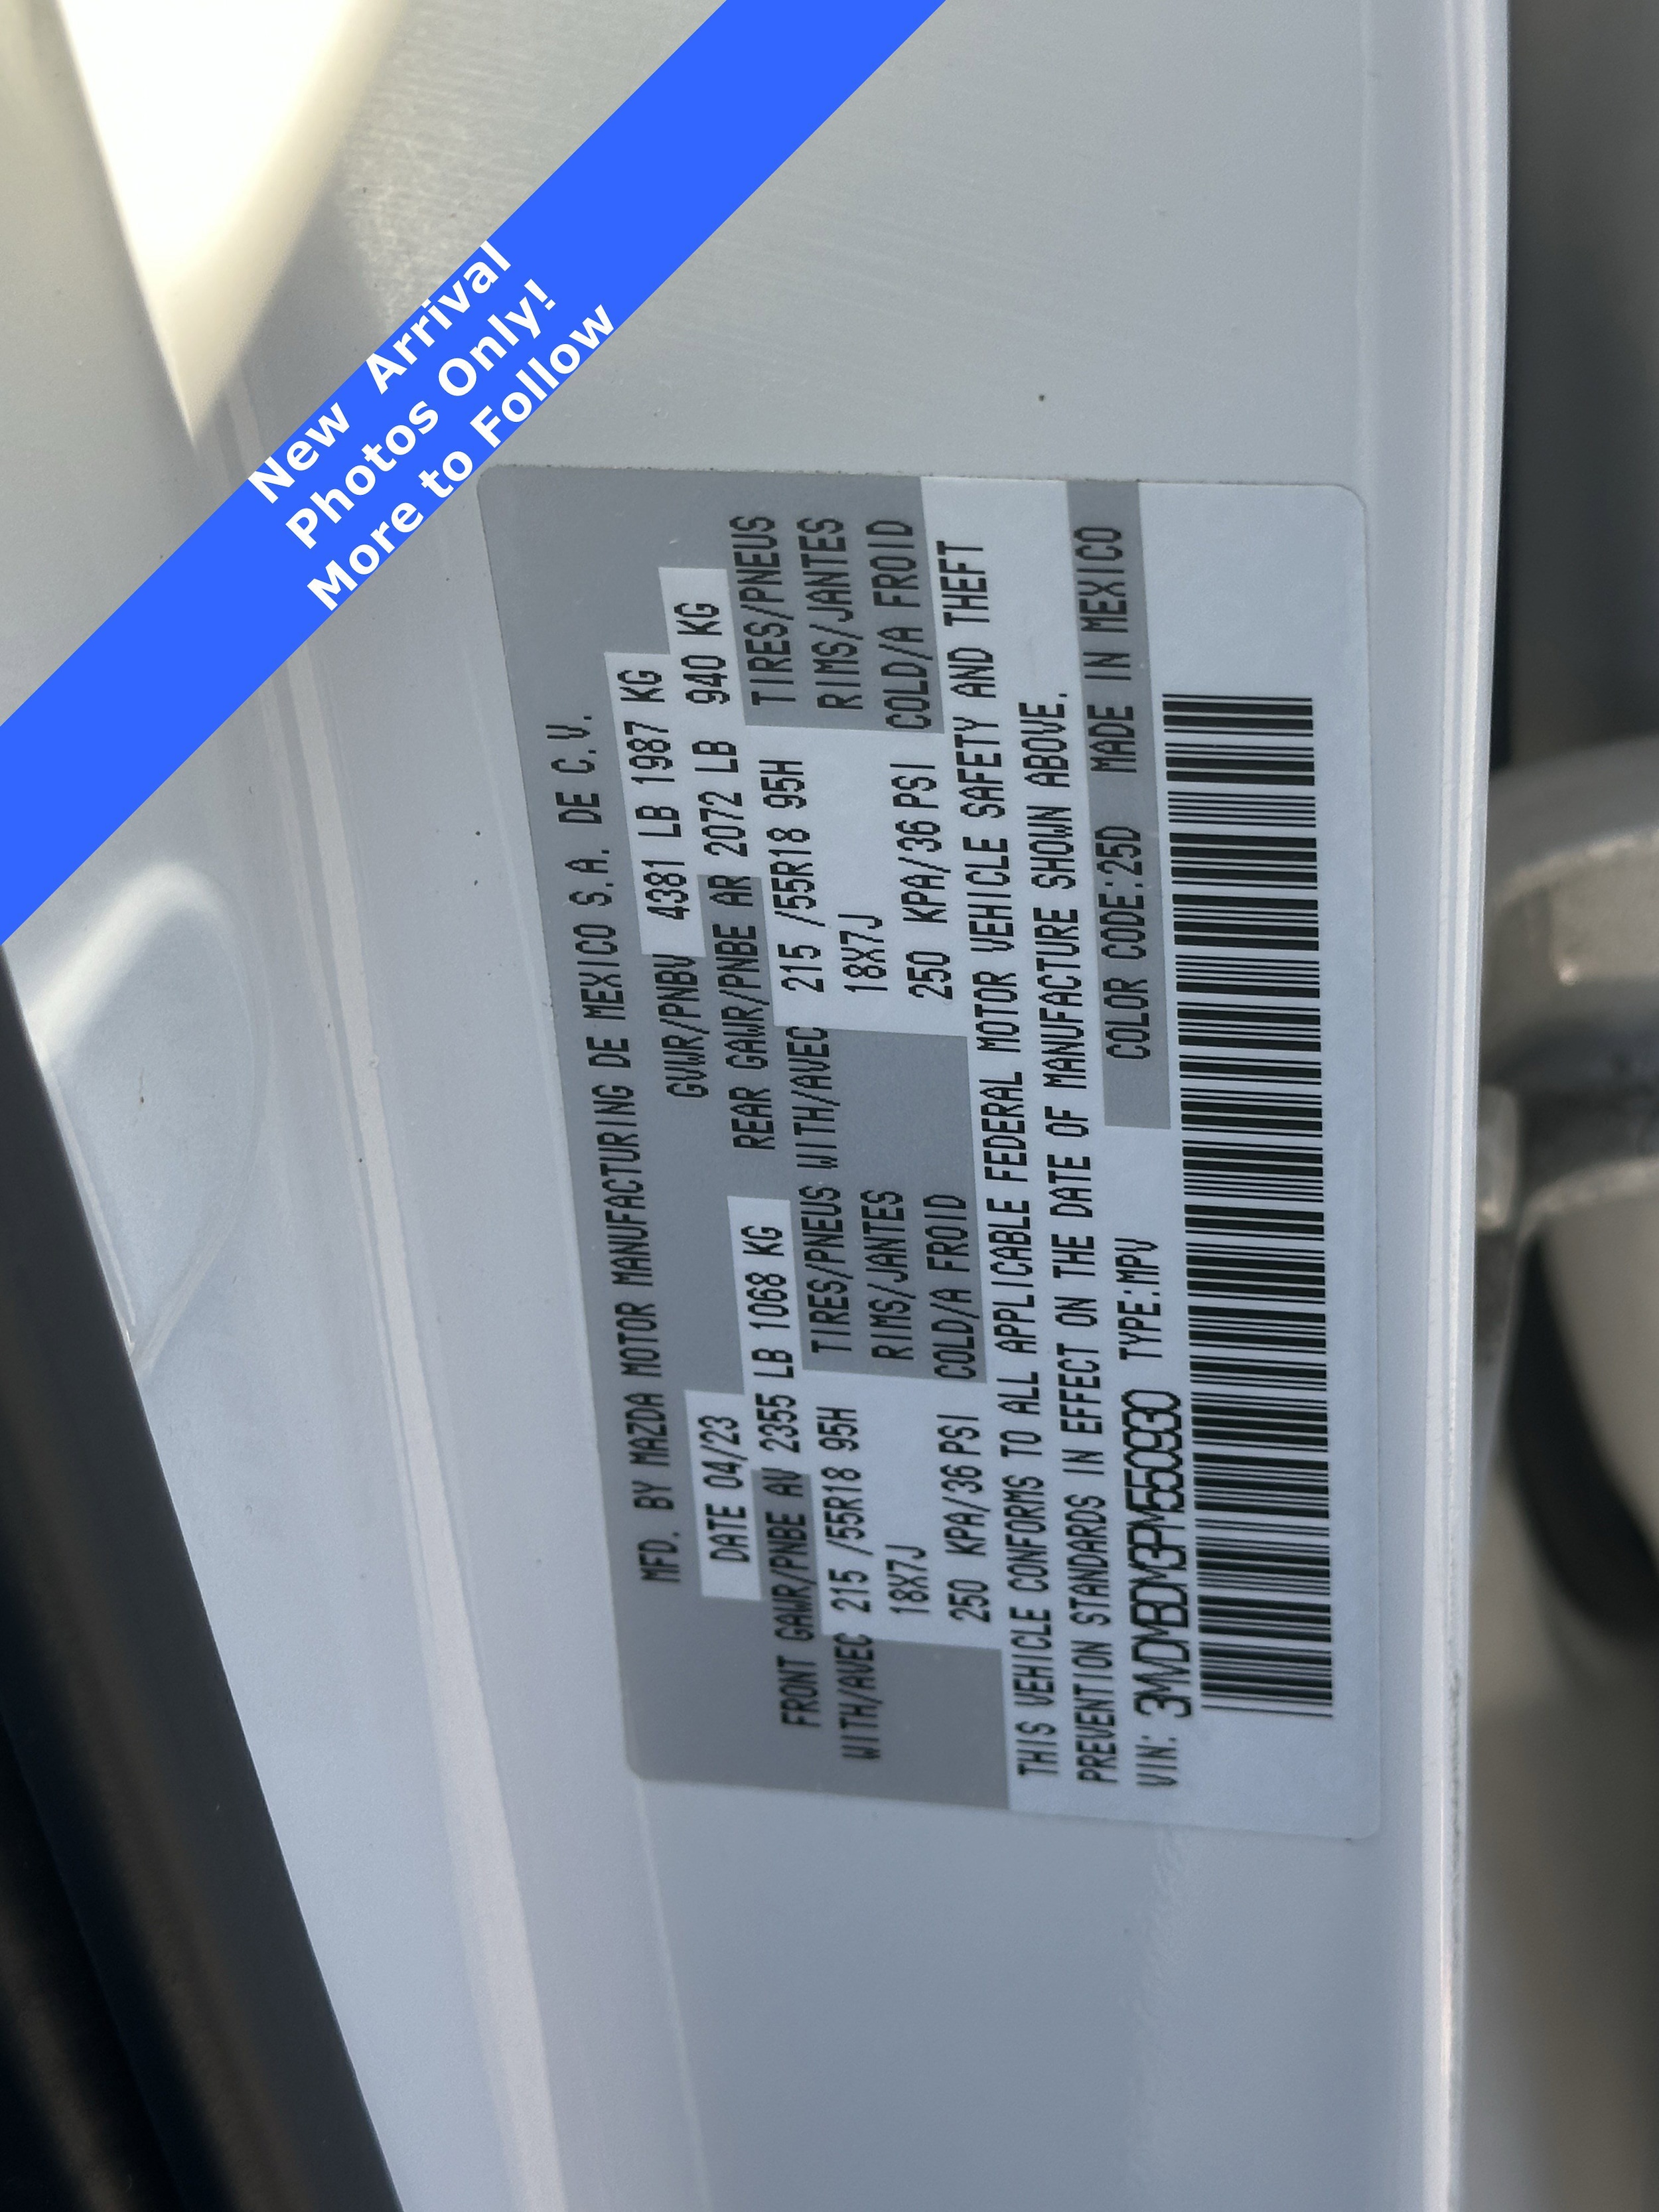 New Arrival
Photos Only!
More to Follow
MFD. BY MAZDA MOTOR MANUFACTURING DE MEXICO S.A. DE C.V.
DATE 04/23 GVWR/PNBV 4381 LB 1987 KG
FRONT GAWR/PNBE AV 2355 LB 1068 KG REAR GAWR/PNBE AR 2072 LB 940 KG
WITH/AVEC 215 /55R18 95H TIRES/PNEUS WITH/AVEC 215 /55R18 95H TIRES/PNEUS
18X7J RIMS/JANTES 18X7J RIMS/JANTES
250 KPA/36 PSI COLD/A FROID 250 KPA/36 PSI COLD/A FROID
THIS VEHICLE CONFORMS TO ALL APPLICABLE FEDERAL MOTOR VEHICLE SAFETY AND THEFT
PREVENTION STANDARDS IN EFFECT ON THE DATE OF MANUFACTURE SHOWN ABOVE.
VIN: 3MVDMBDM3PM550930 TYPE:MPV COLOR CODE:25D MADE IN MEXICO